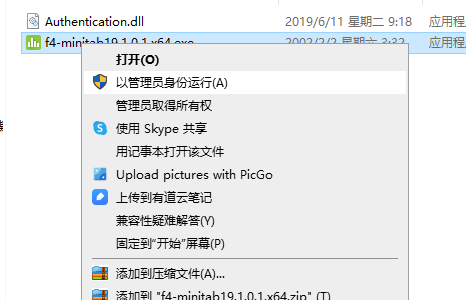 Authentication.dll 2019/6/11 星期二 9:18 应用程
f4-minitab19.1.0.1.x64.exe 2002/2/2 星期六 3:32 应用程
打开(O)
以管理员身份运行(A)
管理员取得所有权
使用 Skype 共享
用记事本打开该文件
Upload pictures with PicGo
上传到有道云笔记
兼容性疑难解答(Y)
固定到"开始"屏幕(P)
添加到压缩文件(A)...
添加到 "f4-minitab19.1.0.1.x64.zip" (T)